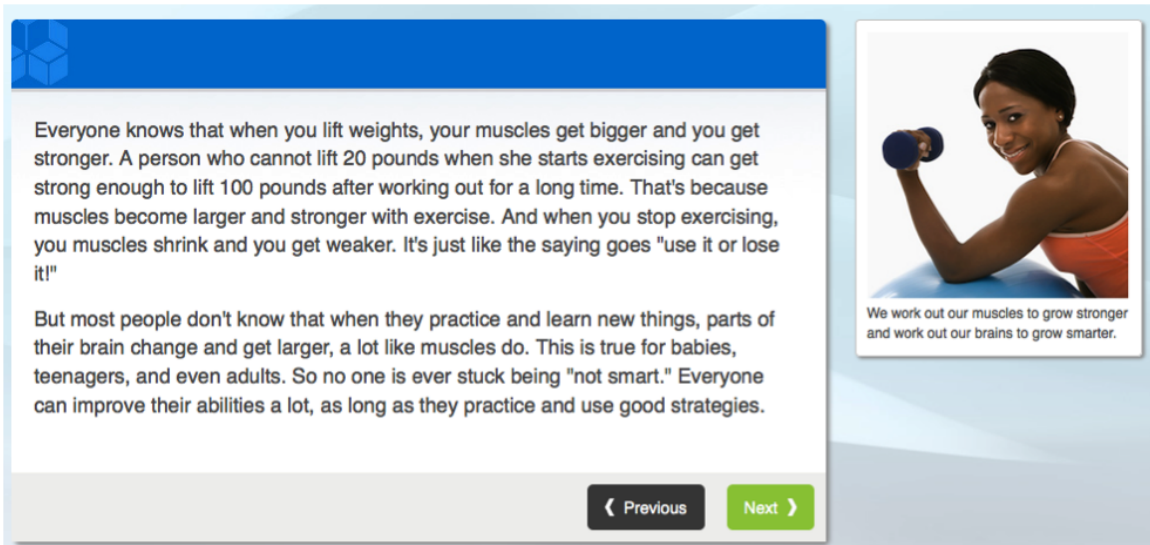 Everyone knows that when you lift weights, your muscles get bigger and you get
stronger. A person who cannot lift 20 pounds when she starts exercising can get
strong enough to lift 100 pounds after working out for a long time. That's because
muscles become larger and stronger with exercise. And when you stop exercising,
you muscles shrink and you get weaker. It's just like the saying goes "use it or lose
it!"
But most people don't know that when they practice and learn new things, parts of
their brain change and get larger, a lot like muscles do. This is true for babies,
teenagers, and even adults. So no one is ever stuck being "not smart." Everyone
can improve their abilities a lot, as long as they practice and use good strategies.
Previous
Next
We work out our muscles to grow stronger
and work out our brains to grow smarter.